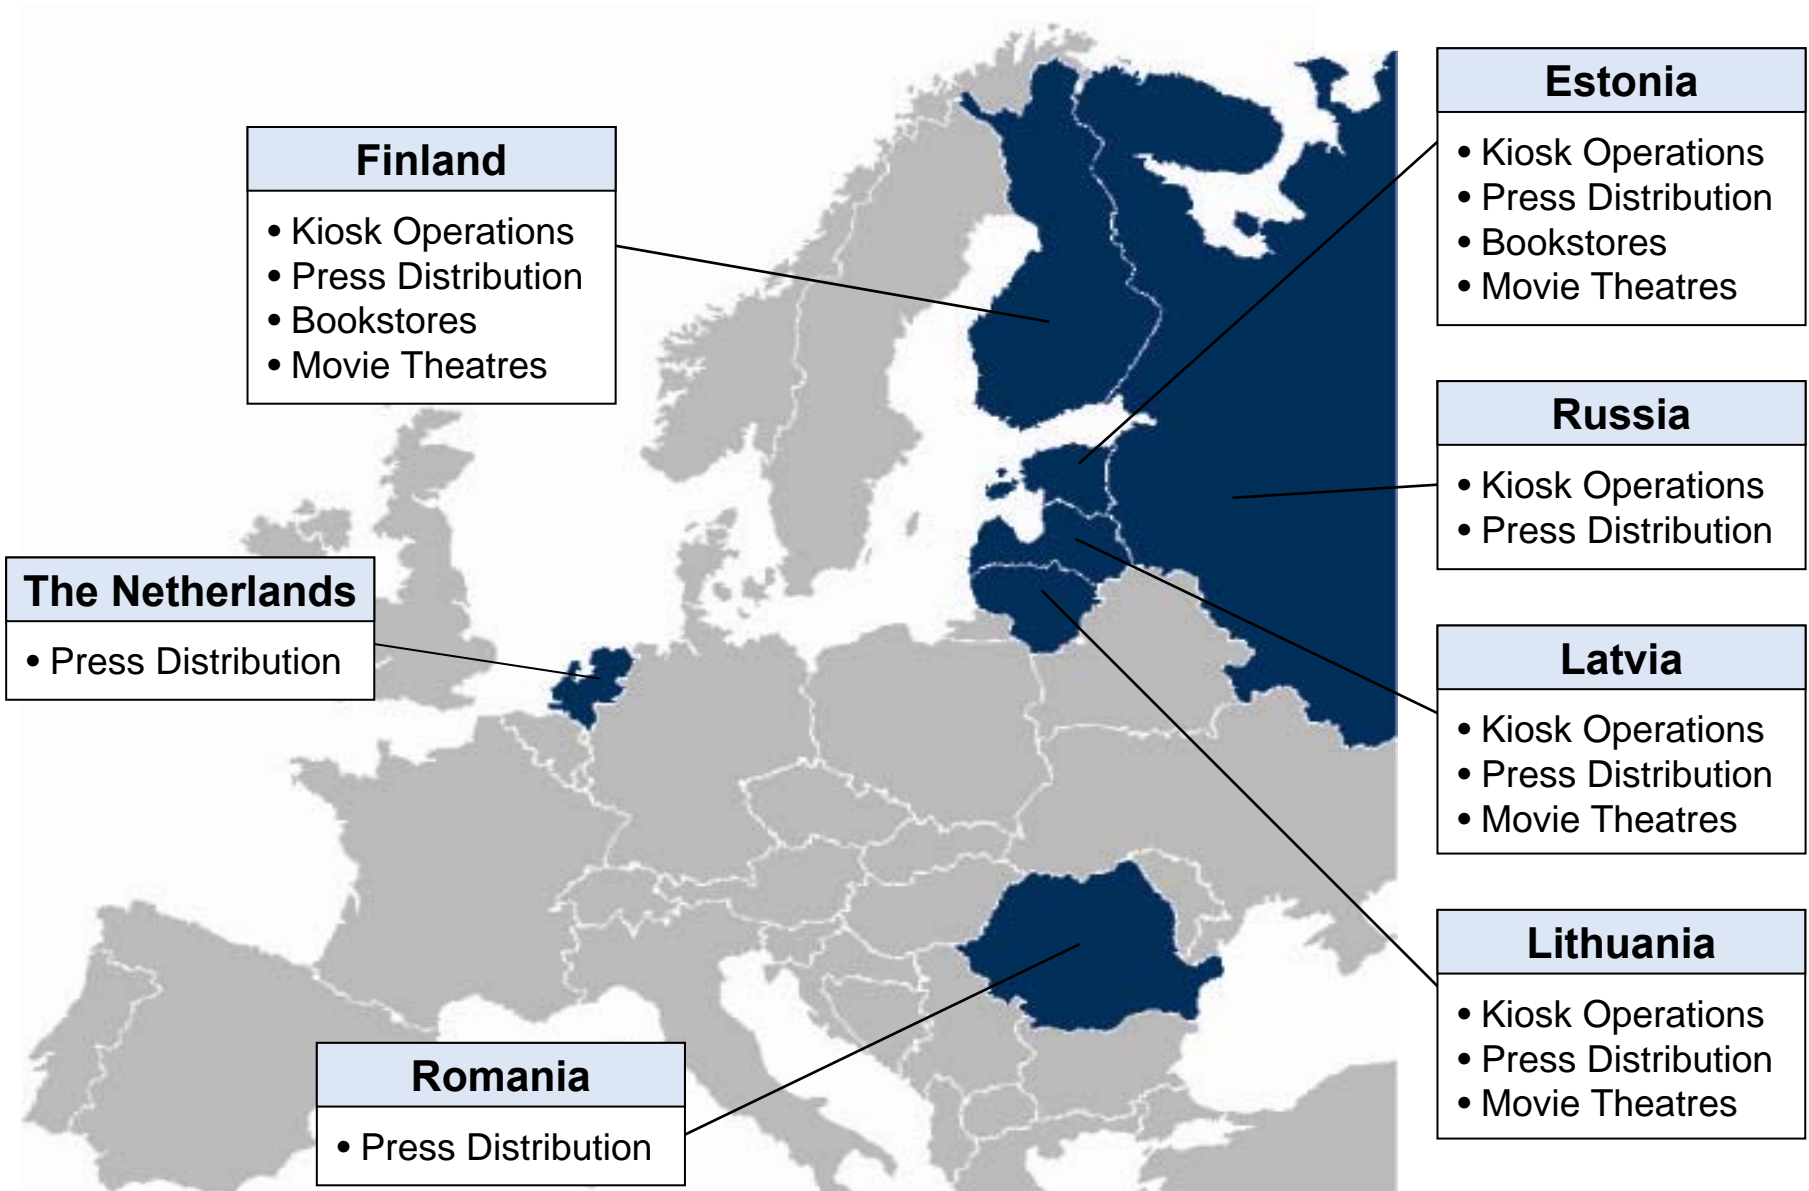 Finland
• Kiosk Operations
• Press Distribution
• Bookstores
• Movie Theatres
The Netherlands
• Press Distribution
Romania
• Press Distribution
Estonia
• Kiosk Operations
• Press Distribution
• Bookstores
• Movie Theatres
Russia
• Kiosk Operations
• Press Distribution
Latvia
• Kiosk Operations
• Press Distribution
• Movie Theatres
Lithuania
• Kiosk Operations
• Press Distribution
• Movie Theatres